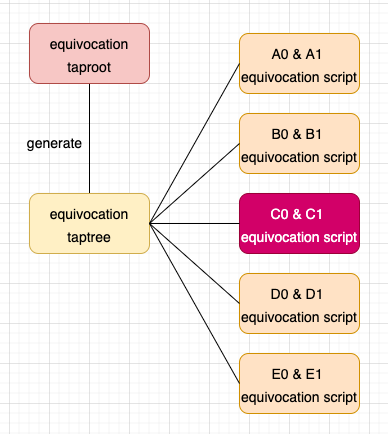 equivocation
taproot
generate
equivocation
taptree
A0 & A1
equivocation script
B0 & B1
equivocation script
C0 & C1
equivocation script
D0 & D1
equivocation script
E0 & E1
equivocation script